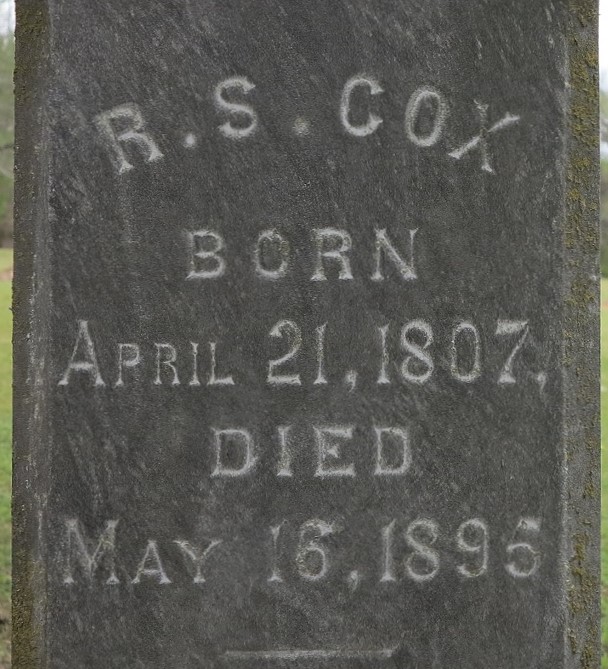 R. S. COX
BORN
APRIL 21, 1807,
DIED
MAY 16, 1895